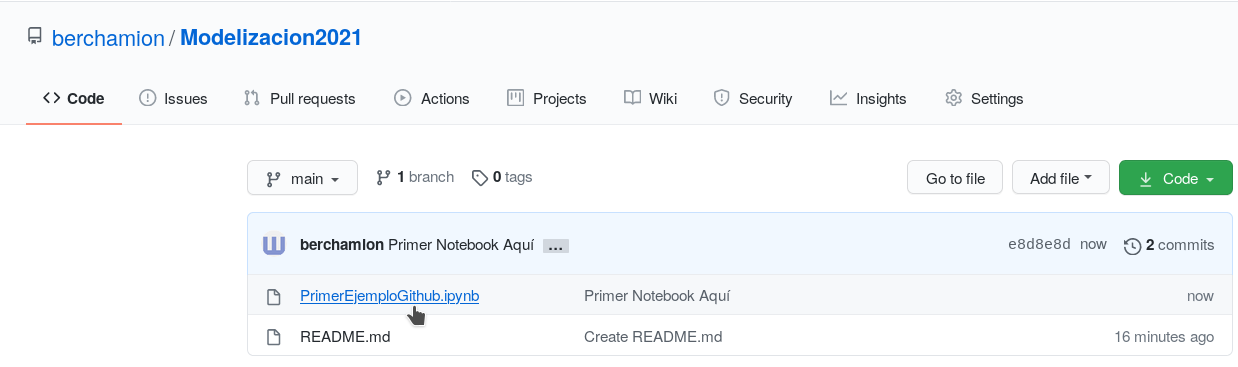 berchamion / Modelizacion2021
Code Issues Pull requests Actions Projects Wiki Security Insights Settings
main 1 branch 0 tags Go to file Add file Code
berchamion Primer Notebook Aquí ... e8d8e8d now 2 commits
PrimerEjemploGithub.ipynb Primer Notebook Aquí now
README.md Create README.md 16 minutes ago